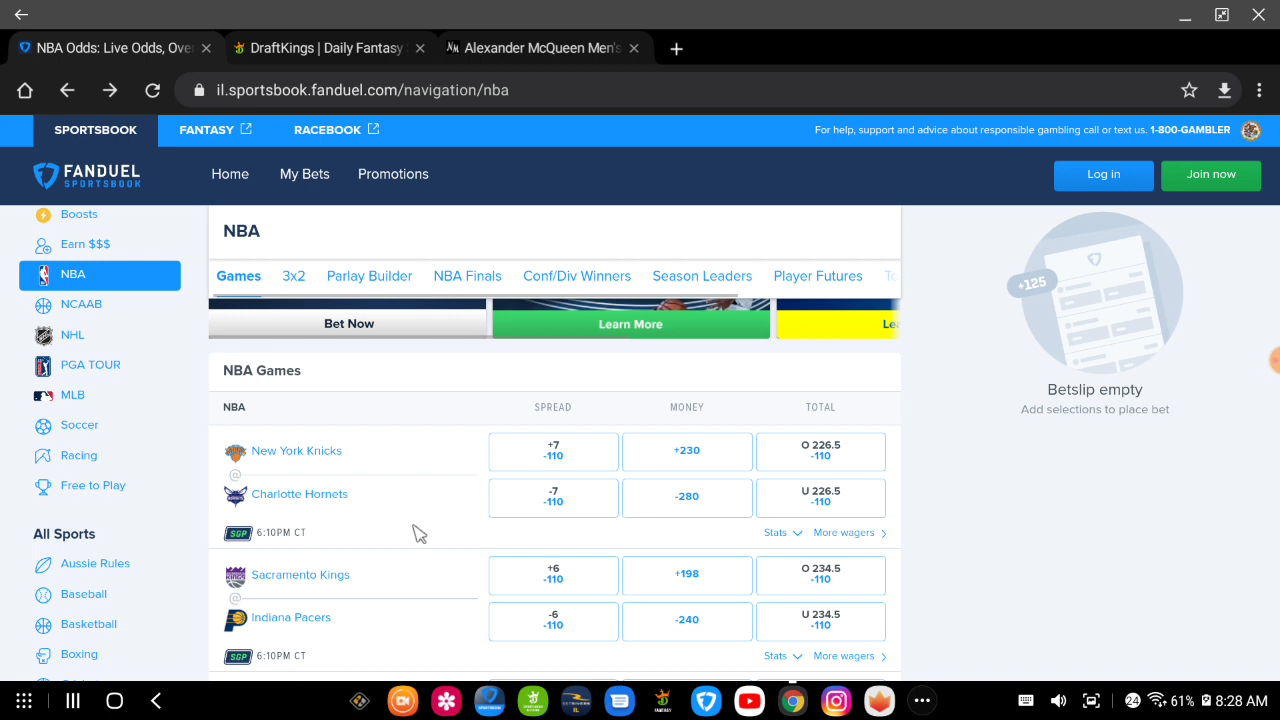 NBA Odds: Live Odds, Ove
DraftKings | Daily Fantasy
Alexander McQueen Men's
il.sportsbook.fanduel.com/navigation/nba
SPORTSBOOK
FANTASY
RACEBOOK
For help, support and advice about responsible gambling call or text us. 1-800-GAMBLER
FANDUEL
SPORTSBOOK
Home
My Bets
Promotions
Log in
Join now
Boosts
Earn $$$
NBA
NCAAB
NHL
PGA TOUR
MLB
Soccer
Racing
Free to Play
All Sports
Aussie Rules
Baseball
Basketball
Boxing
NBA
Games
3x2
Parlay Builder
NBA Finals
Conf/Div Winners
Season Leaders
Player Futures
To
Bet Now
Learn More
Le
NBA Games
NBA SPREAD MONEY TOTAL
New York Knicks
+7
-110
+230
O 226.5
-110
@
Charlotte Hornets
-7
-110
-280
U 226.5
-110
SGP 6:10PM CT
Stats
More wagers
Sacramento Kings
+6
-110
+198
O 234.5
-110
@
Indiana Pacers
-6
-110
-240
U 234.5
-110
SGP 6:10PM CT
Stats
More wagers
+125
Betslip empty
Add selections to place bet
24
61%
8:28 AM